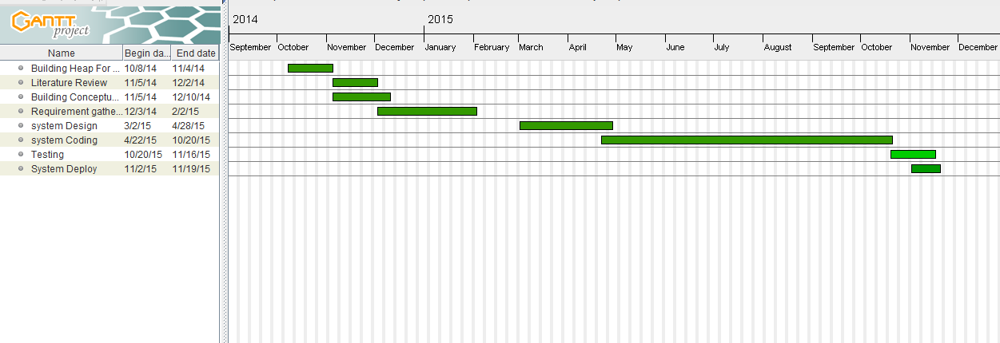 GANTT
project
2014 2015
September October November December January February March April May June July August September October November December
Name Begin da... End date
Building Heap For ... 10/8/14 11/4/14
Literature Review 11/5/14 12/2/14
Building Conceptu... 11/5/14 12/10/14
Requirement gathe... 12/3/14 2/2/15
system Design 3/2/15 4/28/15
system Coding 4/22/15 10/20/15
Testing 10/20/15 11/16/15
System Deploy 11/2/15 11/19/15